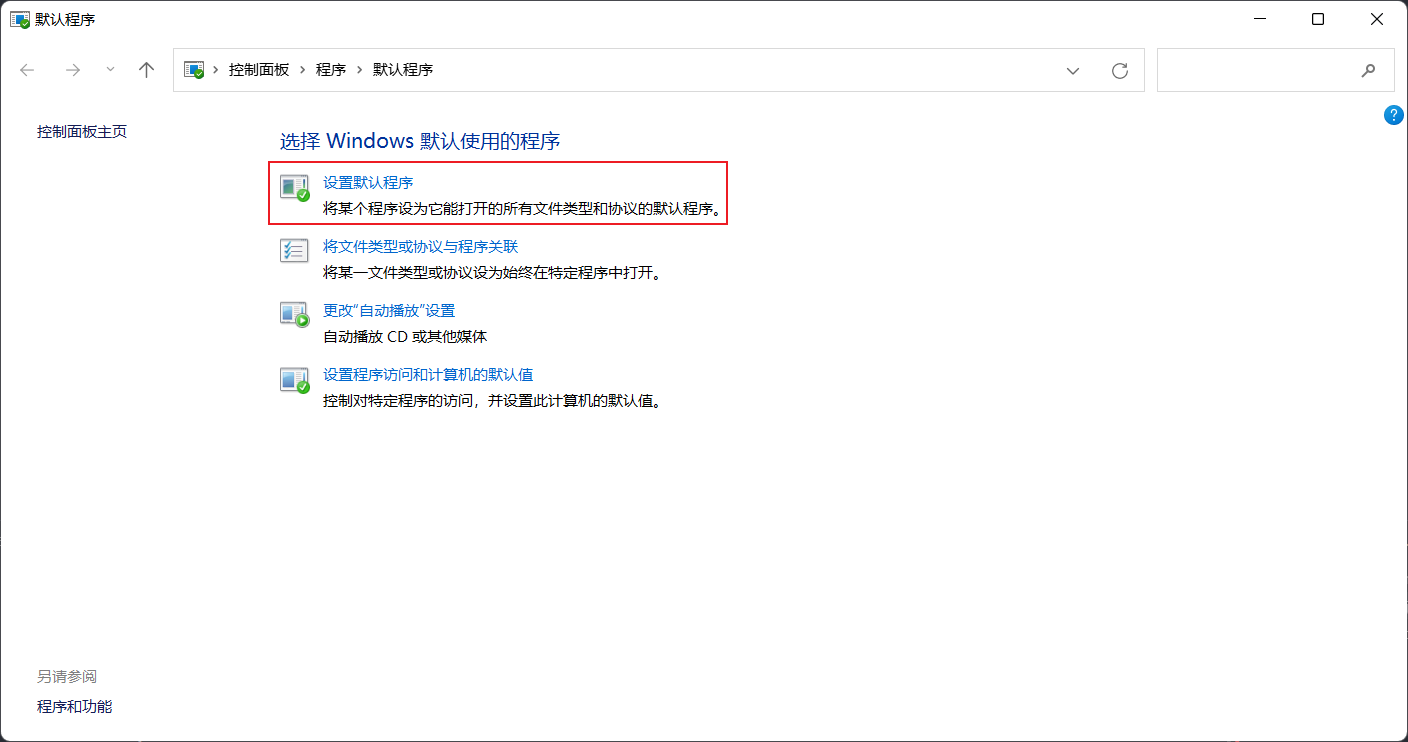 默认程序
控制面板 › 程序 › 默认程序
控制面板主页
选择 Windows 默认使用的程序
设置默认程序
将某个程序设为它能打开的所有文件类型和协议的默认程序。
将文件类型或协议与程序关联
将某一文件类型或协议设为始终在特定程序中打开。
更改“自动播放”设置
自动播放 CD 或其他媒体
设置程序访问和计算机的默认值
控制对特定程序的访问，并设置此计算机的默认值。
另请参阅
程序和功能